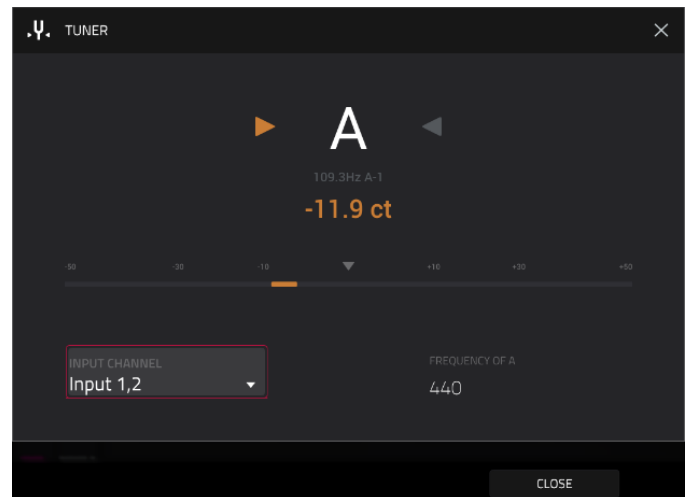 TUNER
A
109.3Hz A-1
-11.9 ct
-50 -30 -10 +10 +30 +50
INPUT CHANNEL
Input 1,2
FREQUENCY OF A
440
CLOSE